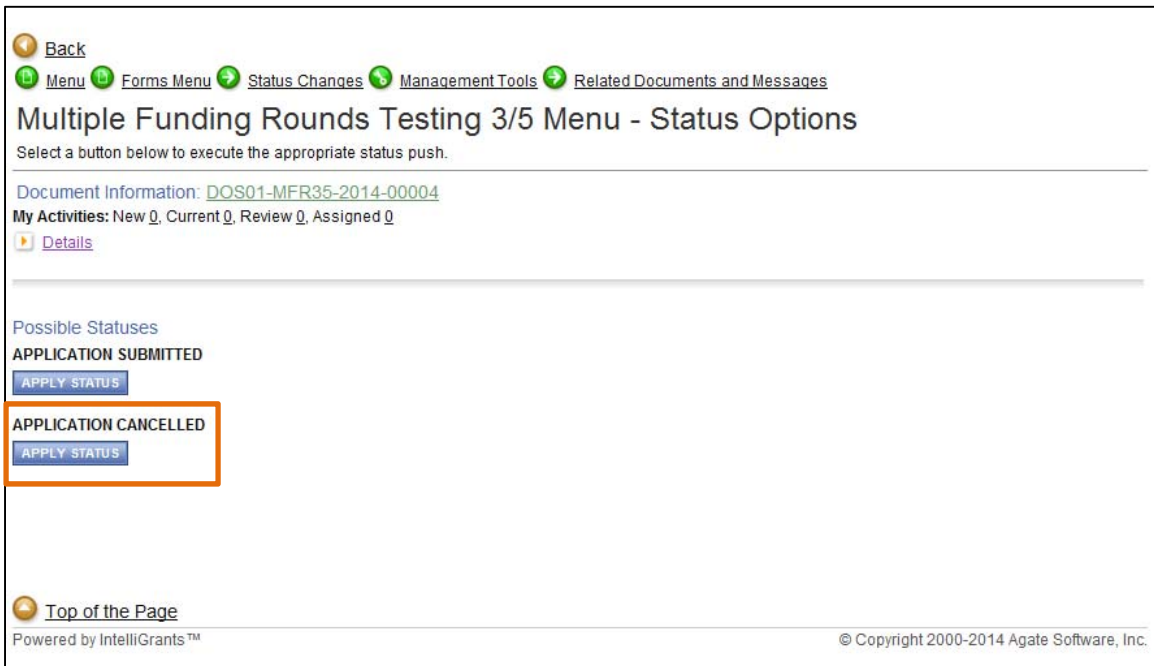 Back
Menu Forms Menu Status Changes Management Tools Related Documents and Messages
Multiple Funding Rounds Testing 3/5 Menu - Status Options
Select a button below to execute the appropriate status push.
Document Information: DOS01-MFR35-2014-00004
My Activities: New 0, Current 0, Review 0, Assigned 0
Details
Possible Statuses
APPLICATION SUBMITTED
APPLY STATUS
APPLICATION CANCELLED
APPLY STATUS
Top of the Page
Powered by IntelliGrants™ © Copyright 2000-2014 Agate Software, Inc.